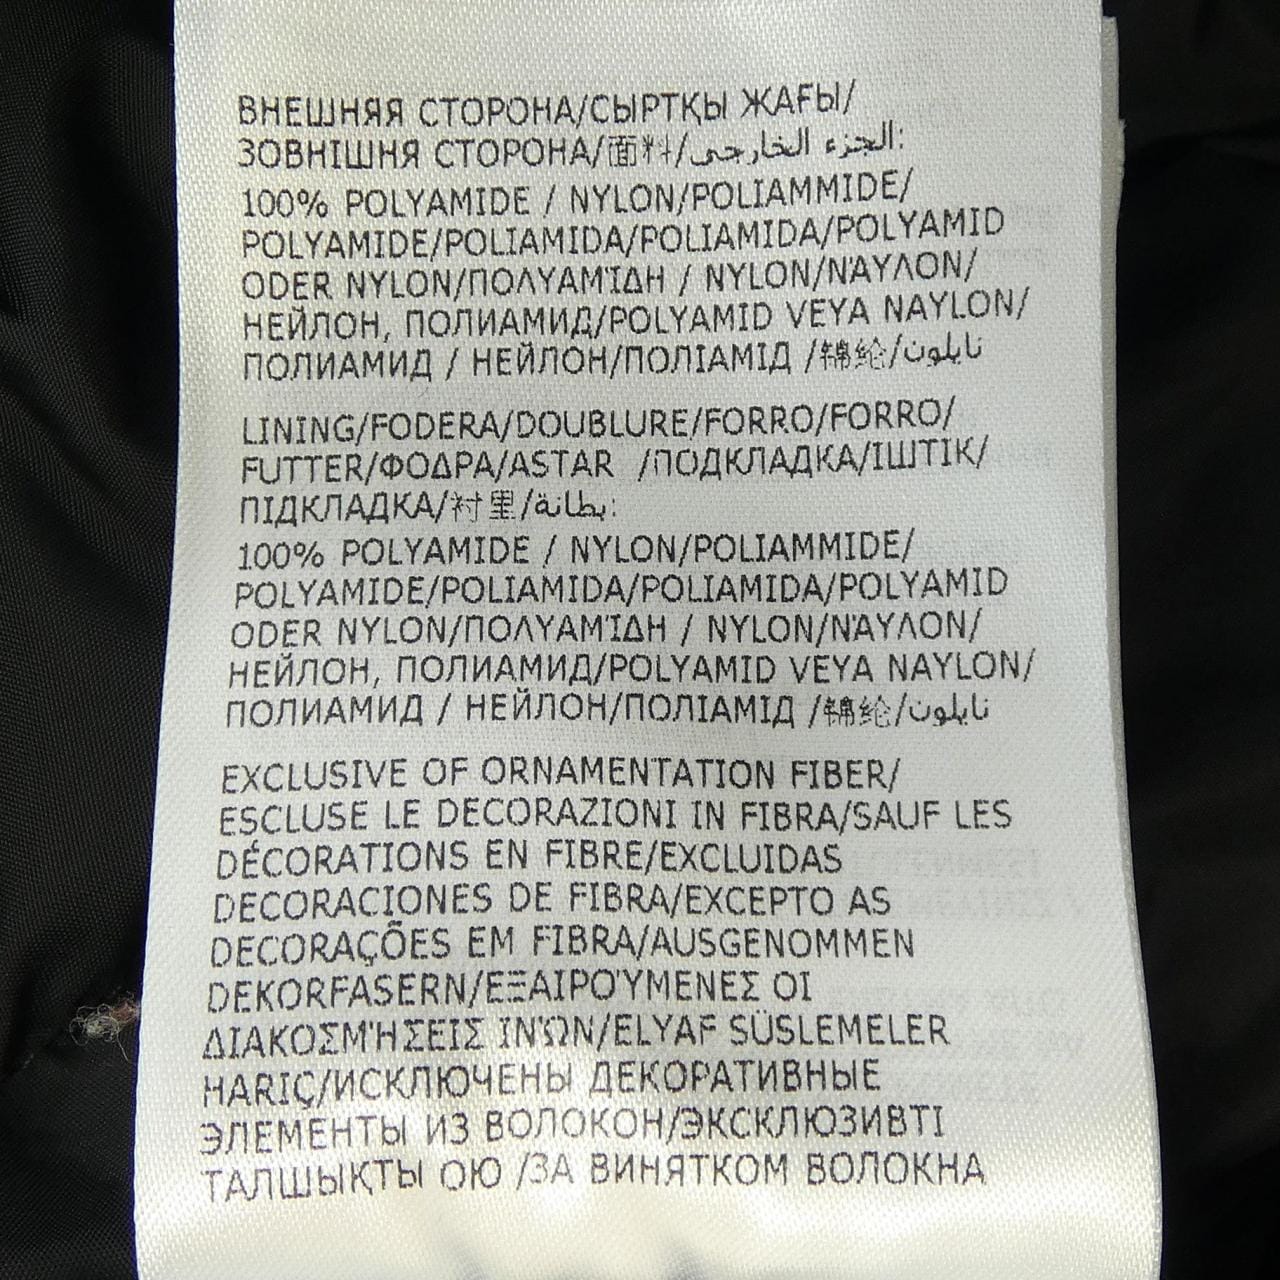 ВНЕШНЯЯ СТОРОНА/СЫРТҚЫ ЖАҒЫ/
ЗОВНІШНЯ СТОРОНА/面料/الجزء الخارجي:
100% POLYAMIDE / NYLON/POLIAMMIDE/
POLYAMIDE/POLIAMIDA/POLIAMIDA/POLYAMID
ODER NYLON/ΠΟΛΥΑΜΊΔΗ / NYLON/ΝΆΥΛΟΝ/
НЕЙЛОН, ПОЛИАМИД/POLYAMID VEYA NAYLON/
ПОЛИАМИД / НЕЙЛОН/ПОЛІАМІД /锦纶/نايلون
LINING/FODERA/DOUBLURE/FORRO/FORRO/
FUTTER/ΦΟΔΡΑ/ASTAR /ПОДКЛАДКА/ІШТІК/
ПІДКЛАДКА/衬里/بطانة:
100% POLYAMIDE / NYLON/POLIAMMIDE/
POLYAMIDE/POLIAMIDA/POLIAMIDA/POLYAMID
ODER NYLON/ΠΟΛΥΑΜΊΔΗ / NYLON/ΝΆΥΛΟΝ/
НЕЙЛОН, ПОЛИАМИД/POLYAMID VEYA NAYLON/
ПОЛИАМИД / НЕЙЛОН/ПОЛІАМІД /锦纶/نايلون
EXCLUSIVE OF ORNAMENTATION FIBER/
ESCLUSE LE DECORAZIONI IN FIBRA/SAUF LES
DÉCORATIONS EN FIBRE/EXCLUIDAS
DECORACIONES DE FIBRA/EXCEPTO AS
DECORAÇÕES EM FIBRA/AUSGENOMMEN
DEKORFASERN/ΕΞΑΙΡΟΎΜΕΝΕΣ ΟΙ
ΔΙΑΚΟΣΜΉΣΕΙΣ ΙΝΏΝ/ELYAF SÜSLEMELER
HARIÇ/ИСКЛЮЧЕНЫ ДЕКОРАТИВНЫЕ
ЭЛЕМЕНТЫ ИЗ ВОЛОКОН/ЭКСКЛЮЗИВТІ
ТАЛШЫҚТЫ ОЮ /ЗА ВИНЯТКОМ ВОЛОКНА